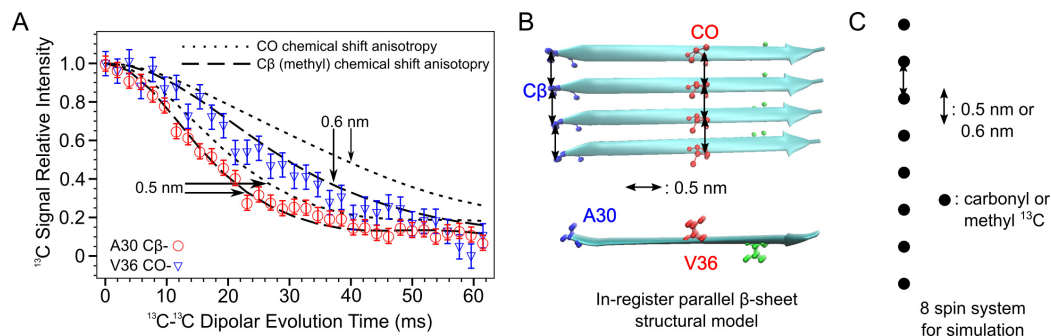 A
¹³C Signal Relative Intensity
1.0
0.8
0.6
0.4
0.2
0
CO chemical shift anisotropy
Cβ (methyl) chemical shift anisotopy
0.6 nm
0.5 nm
A30 Cβ-
V36 CO-
0 10 20 30 40 50 60
¹³C-¹³C Dipolar Evolution Time (ms)
B
CO
Cβ
: 0.5 nm
A30
V36
In-register parallel β-sheet
structural model
C
: 0.5 nm or
0.6 nm
: carbonyl or
methyl ¹³C
8 spin system
for simulation